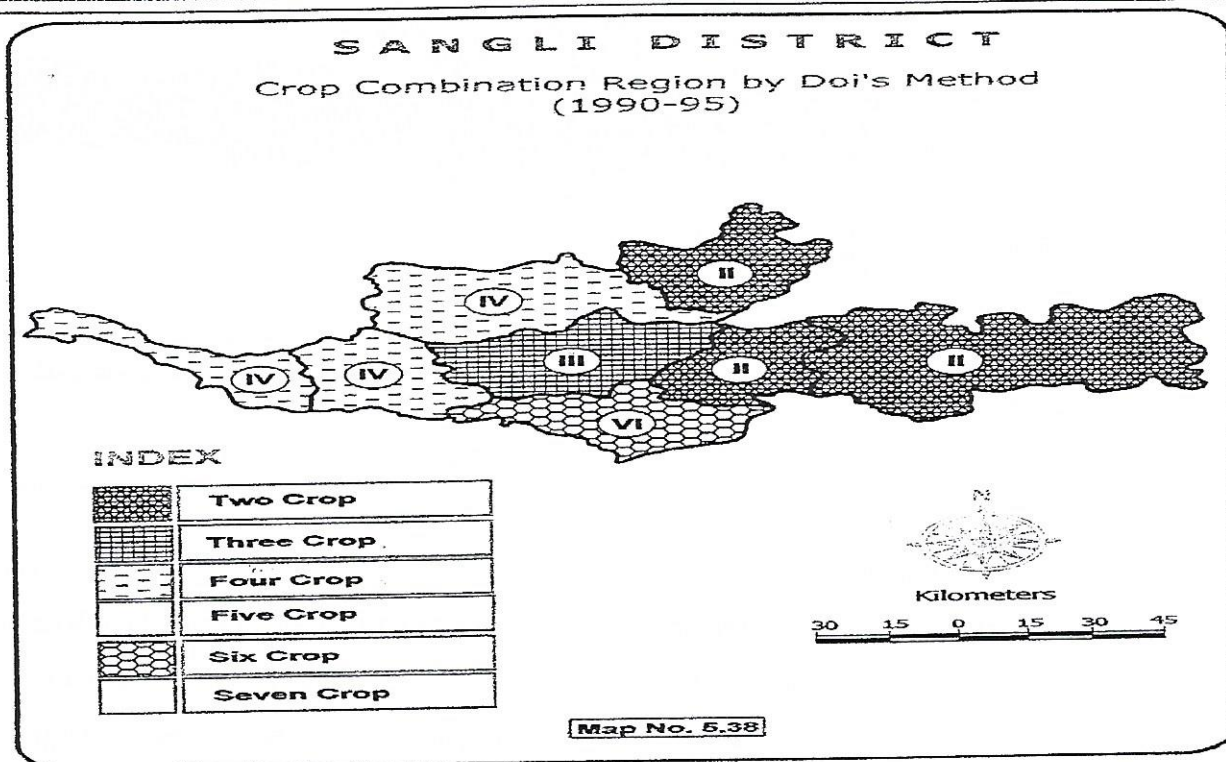 SANGLI DISTRICT
Crop Combination Region by Doi's Method
(1990-95)
II
IV
III
II
II
IV
IV
VI
INDEX
Two Crop
Three Crop
Four Crop
Five Crop
Six Crop
Seven Crop
N
Kilometers
30 15 0 15 30 45
Map No. 5.38